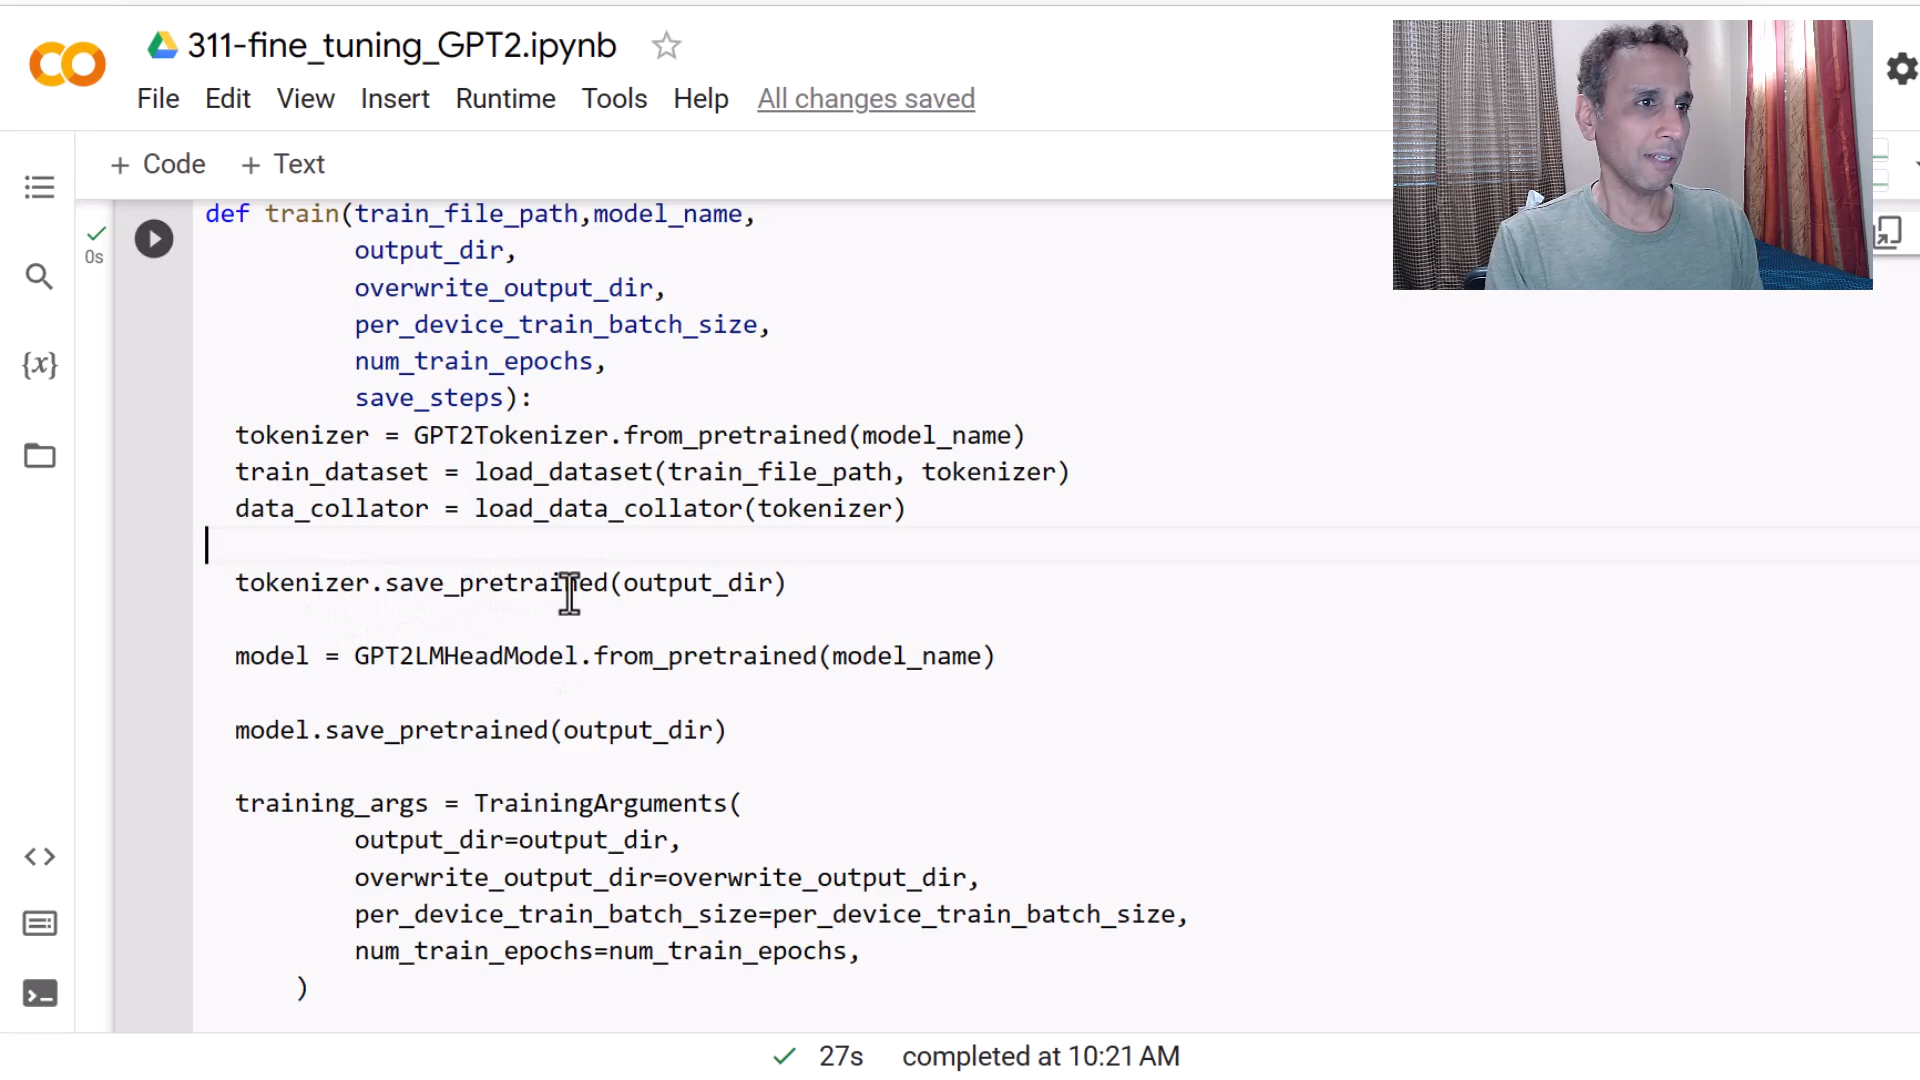 311-fine_tuning_GPT2.ipynb
File Edit View Insert Runtime Tools Help All changes saved
+ Code + Text
def train(train_file_path,model_name,
0s
output_dir,
overwrite_output_dir,
per_device_train_batch_size,
num_train_epochs,
save_steps):
tokenizer = GPT2Tokenizer.from_pretrained(model_name)
train_dataset = load_dataset(train_file_path, tokenizer)
data_collator = load_data_collator(tokenizer)
tokenizer.save_pretrained(output_dir)
model = GPT2LMHeadModel.from_pretrained(model_name)
model.save_pretrained(output_dir)
training_args = TrainingArguments(
output_dir=output_dir,
overwrite_output_dir=overwrite_output_dir,
per_device_train_batch_size=per_device_train_batch_size,
num_train_epochs=num_train_epochs,
)
27s completed at 10:21 AM